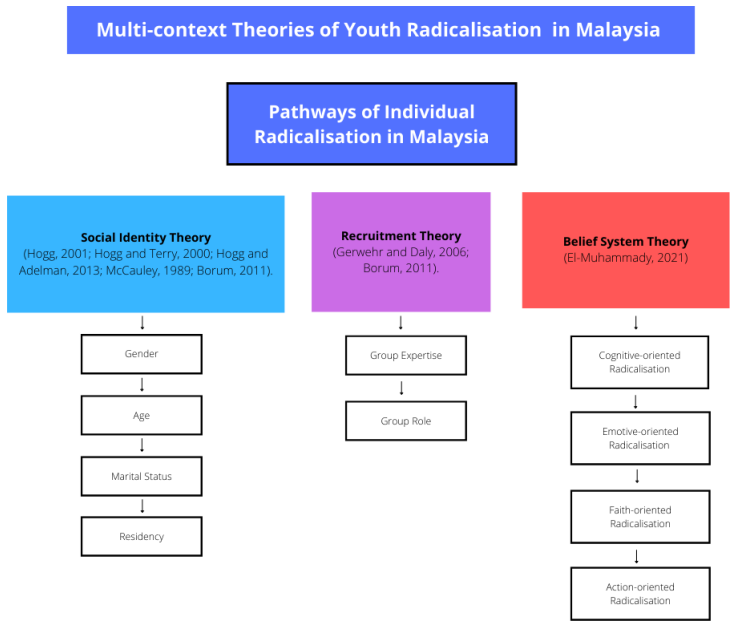 Multi-context Theories of Youth Radicalisation in Malaysia
Pathways of Individual
Radicalisation in Malaysia
Social Identity Theory
(Hogg, 2001; Hogg and Terry, 2000; Hogg and
Adelman, 2013; McCauley, 1989; Borum, 2011).
Gender
Age
Marital Status
Residency
Recruitment Theory
(Gerwehr and Daly, 2006;
Borum, 2011).
Group Expertise
Group Role
Belief System Theory
(El-Muhammady, 2021)
Cognitive-oriented
Radicalisation
Emotive-oriented
Radicalisation
Faith-oriented
Radicalisation
Action-oriented
Radicalisation